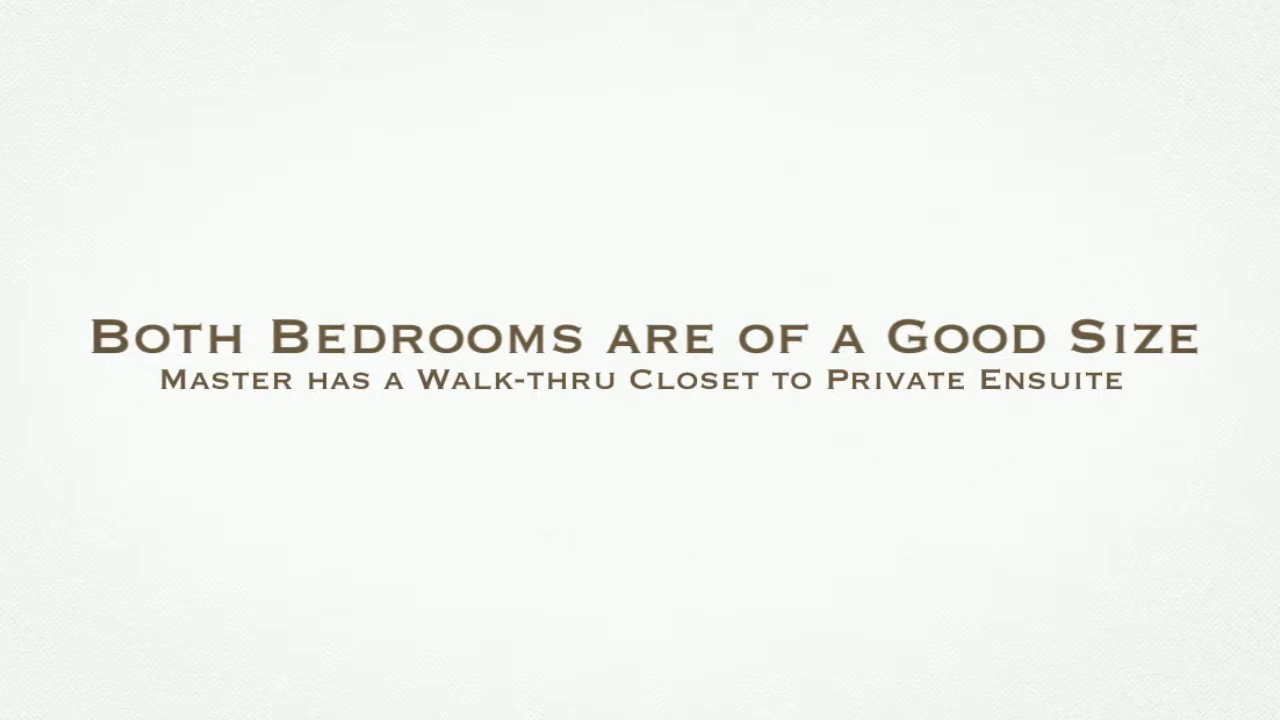 Both Bedrooms are of a Good Size
Master has a Walk-thru Closet to Private Ensuite